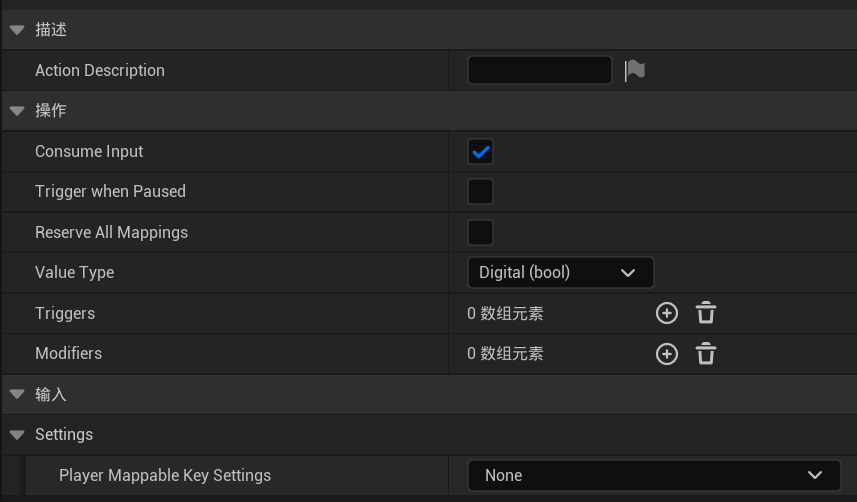 描述
Action Description
操作
Consume Input
Trigger when Paused
Reserve All Mappings
Value Type Digital (bool)
Triggers 0 数组元素
Modifiers 0 数组元素
输入
Settings
Player Mappable Key Settings None